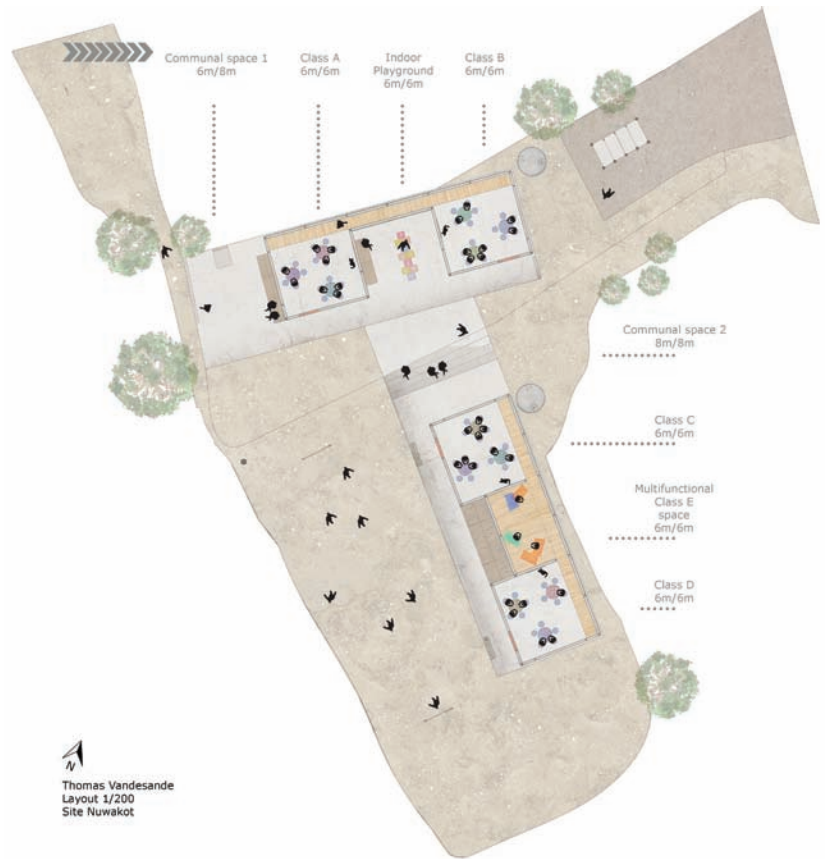 Communal space 1
6m/8m
Class A
6m/6m
Indoor
Playground
6m/6m
Class B
6m/6m
Communal space 2
8m/8m
Class C
6m/6m
Multifunctional
Class E
space
6m/6m
Class D
6m/6m
N
Thomas Vandesande
Layout 1/200
Site Nuwakot